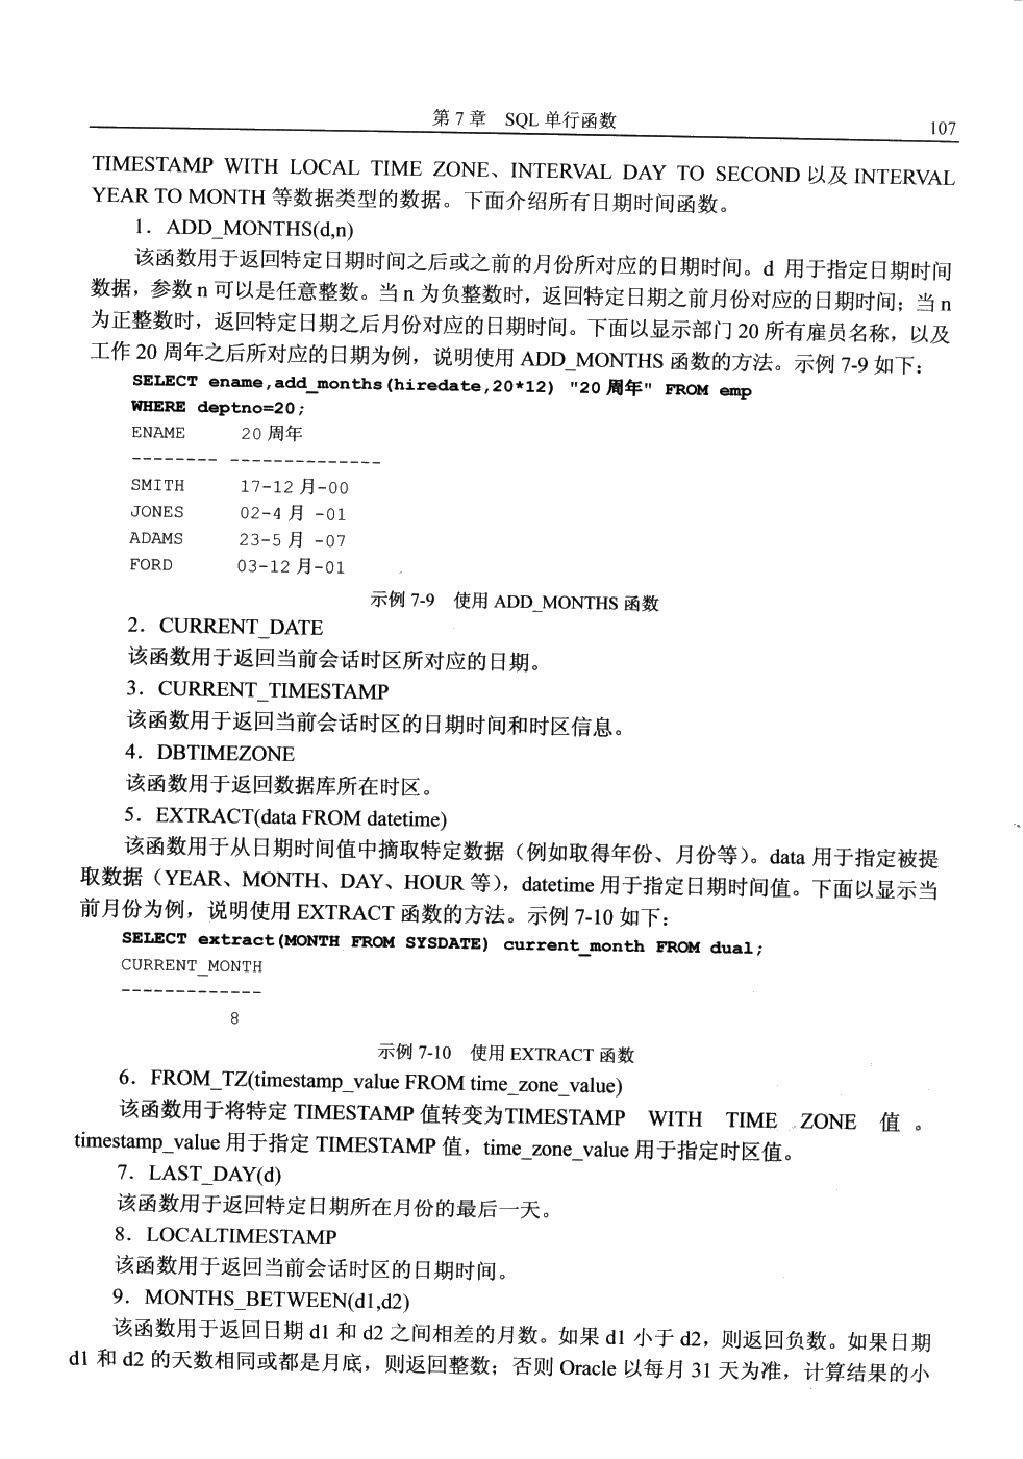 第 7 章 SQL 单行函数
107
TIMESTAMP WITH LOCAL TIME ZONE、INTERVAL DAY TO SECOND 以及 INTERVAL
YEAR TO MONTH 等数据类型的数据。下面介绍所有日期时间函数。
1．ADD_MONTHS(d,n)
该函数用于返回特定日期时间之后或之前的月份所对应的日期时间。d 用于指定日期时间
数据，参数 n 可以是任意整数。当 n 为负整数时，返回特定日期之前月份对应的日期时间；当 n
为正整数时，返回特定日期之后月份对应的日期时间。下面以显示部门 20 所有雇员名称，以及
工作 20 周年之后所对应的日期为例，说明使用 ADD_MONTHS 函数的方法。示例 7-9 如下：
SELECT ename,add_months(hiredate,20*12) "20 周年" FROM emp
WHERE deptno=20;
ENAME 20 周年
-------- --------------
SMITH 17-12 月-00
JONES 02-4 月 -01
ADAMS 23-5 月 -07
FORD 03-12 月-01
示例 7-9 使用 ADD_MONTHS 函数
2．CURRENT_DATE
该函数用于返回当前会话时区所对应的日期。
3．CURRENT_TIMESTAMP
该函数用于返回当前会话时区的日期时间和时区信息。
4．DBTIMEZONE
该函数用于返回数据库所在时区。
5．EXTRACT(data FROM datetime)
该函数用于从日期时间值中摘取特定数据（例如取得年份、月份等）。data 用于指定被提
取数据（YEAR、MONTH、DAY、HOUR 等），datetime 用于指定日期时间值。下面以显示当
前月份为例，说明使用 EXTRACT 函数的方法。示例 7-10 如下：
SELECT extract(MONTH FROM SYSDATE) current_month FROM dual;
CURRENT_MONTH
-------------
8
示例 7-10 使用 EXTRACT 函数
6．FROM_TZ(timestamp_value FROM time_zone_value)
该函数用于将特定 TIMESTAMP 值转变为TIMESTAMP WITH TIME ZONE 值 。
timestamp_value 用于指定 TIMESTAMP 值，time_zone_value 用于指定时区值。
7．LAST_DAY(d)
该函数用于返回特定日期所在月份的最后一天。
8．LOCALTIMESTAMP
该函数用于返回当前会话时区的日期时间。
9．MONTHS_BETWEEN(d1,d2)
该函数用于返回日期 d1 和 d2 之间相差的月数。如果 d1 小于 d2，则返回负数。如果日期
d1 和 d2 的天数相同或都是月底，则返回整数；否则 Oracle 以每月 31 天为准，计算结果的小